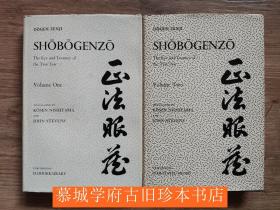 DŌGEN ZENJI
SHŌBŌGENZŌ
The Eye and Treasury of
the True Law
Volume One
正法眼蔵
TRANSLATED BY
KŌSEN NISHIYAMA
AND
JOHN STEVENS
DŌGEN ZENJI
SHŌBŌGENZŌ
The Eye and Treasury of
the True Law
Volume Two
正法眼蔵
TRANSLATED BY
KŌSEN NISHIYAMA
AND
JOHN STEVENS
慕城学府古旧珍本书店